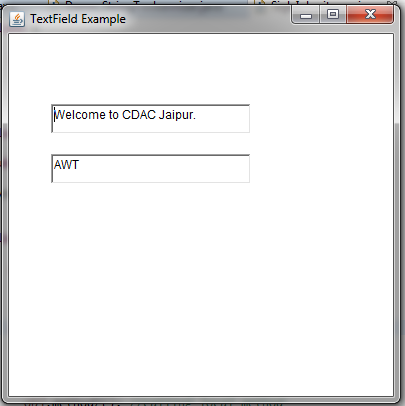 TextField Example
Welcome to CDAC Jaipur.
AWT